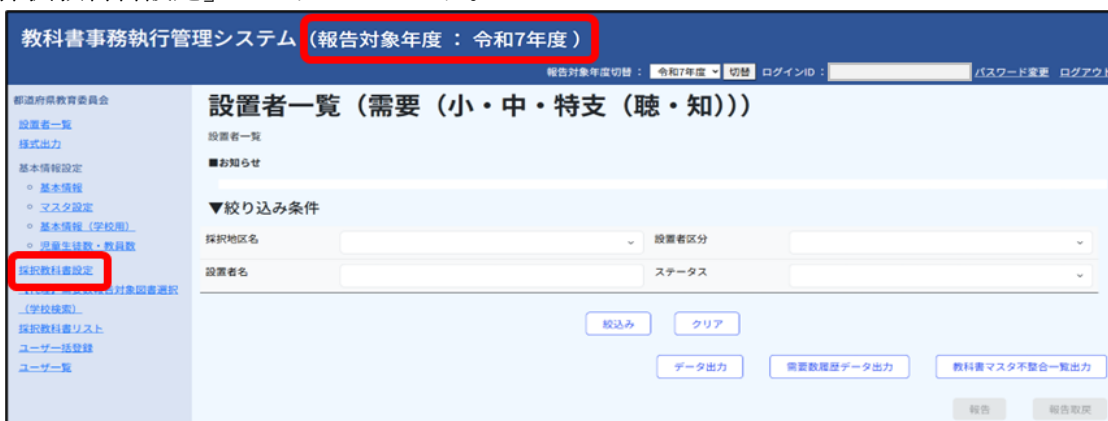 教科書事務執行管理システム（報告対象年度 ： 令和7年度 ）
報告対象年度切替： 令和7年度 切替 ログインID： パスワード変更 ログアウト
都道府県教育委員会
設置者一覧
様式出力
基本情報設定
基本情報
マスタ設定
基本情報（学校用）
児童生徒数・教員数
採択教科書設定
需要数報告対象図書選択
（学校検索）
採択教科書リスト
ユーザー括登録
ユーザー覧
設置者一覧（需要（小・中・特支（聴・知）））
設置者一覧
■お知らせ
▼絞り込み条件
採択地区名 設置者区分
設置者名 ステータス
絞込み クリア
データ出力 需要数履歴データ出力 教科書マスタ不整合一覧出力
報告 報告取戻